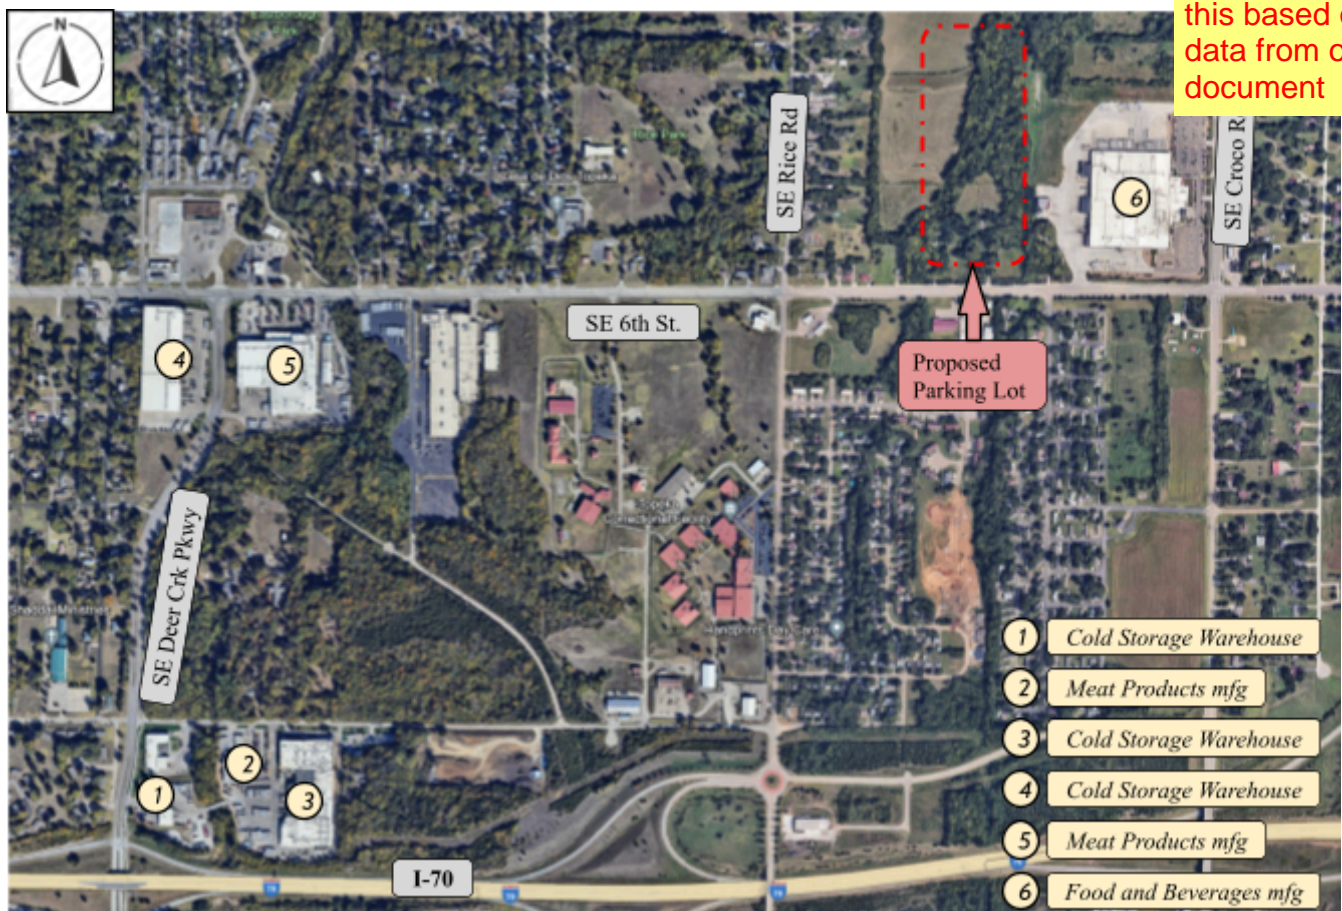 N
this based
data from
document
SE Rice Rd
SE Croco R
6
SE 6th St.
4
5
Proposed
Parking Lot
SE Deer Crk Pkwy
Correctional Facility
1
2
3
I-70
1 Cold Storage Warehouse
2 Meat Products mfg
3 Cold Storage Warehouse
4 Cold Storage Warehouse
5 Meat Products mfg
6 Food and Beverages mfg